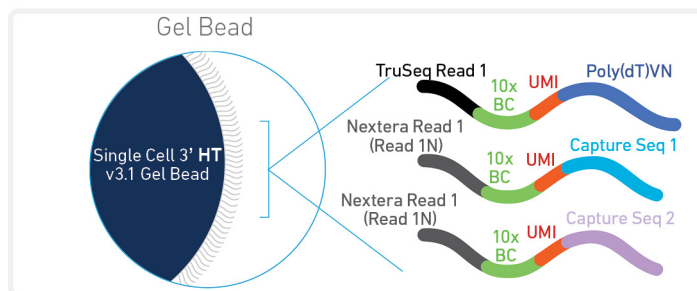 Gel Bead
Single Cell 3’ HT
v3.1 Gel Bead
TruSeq Read 1
10x
BC
UMI
Poly(dT)VN
Nextera Read 1
(Read 1N)
10x
BC
UMI
Capture Seq 1
Nextera Read 1
(Read 1N)
10x
BC
UMI
Capture Seq 2